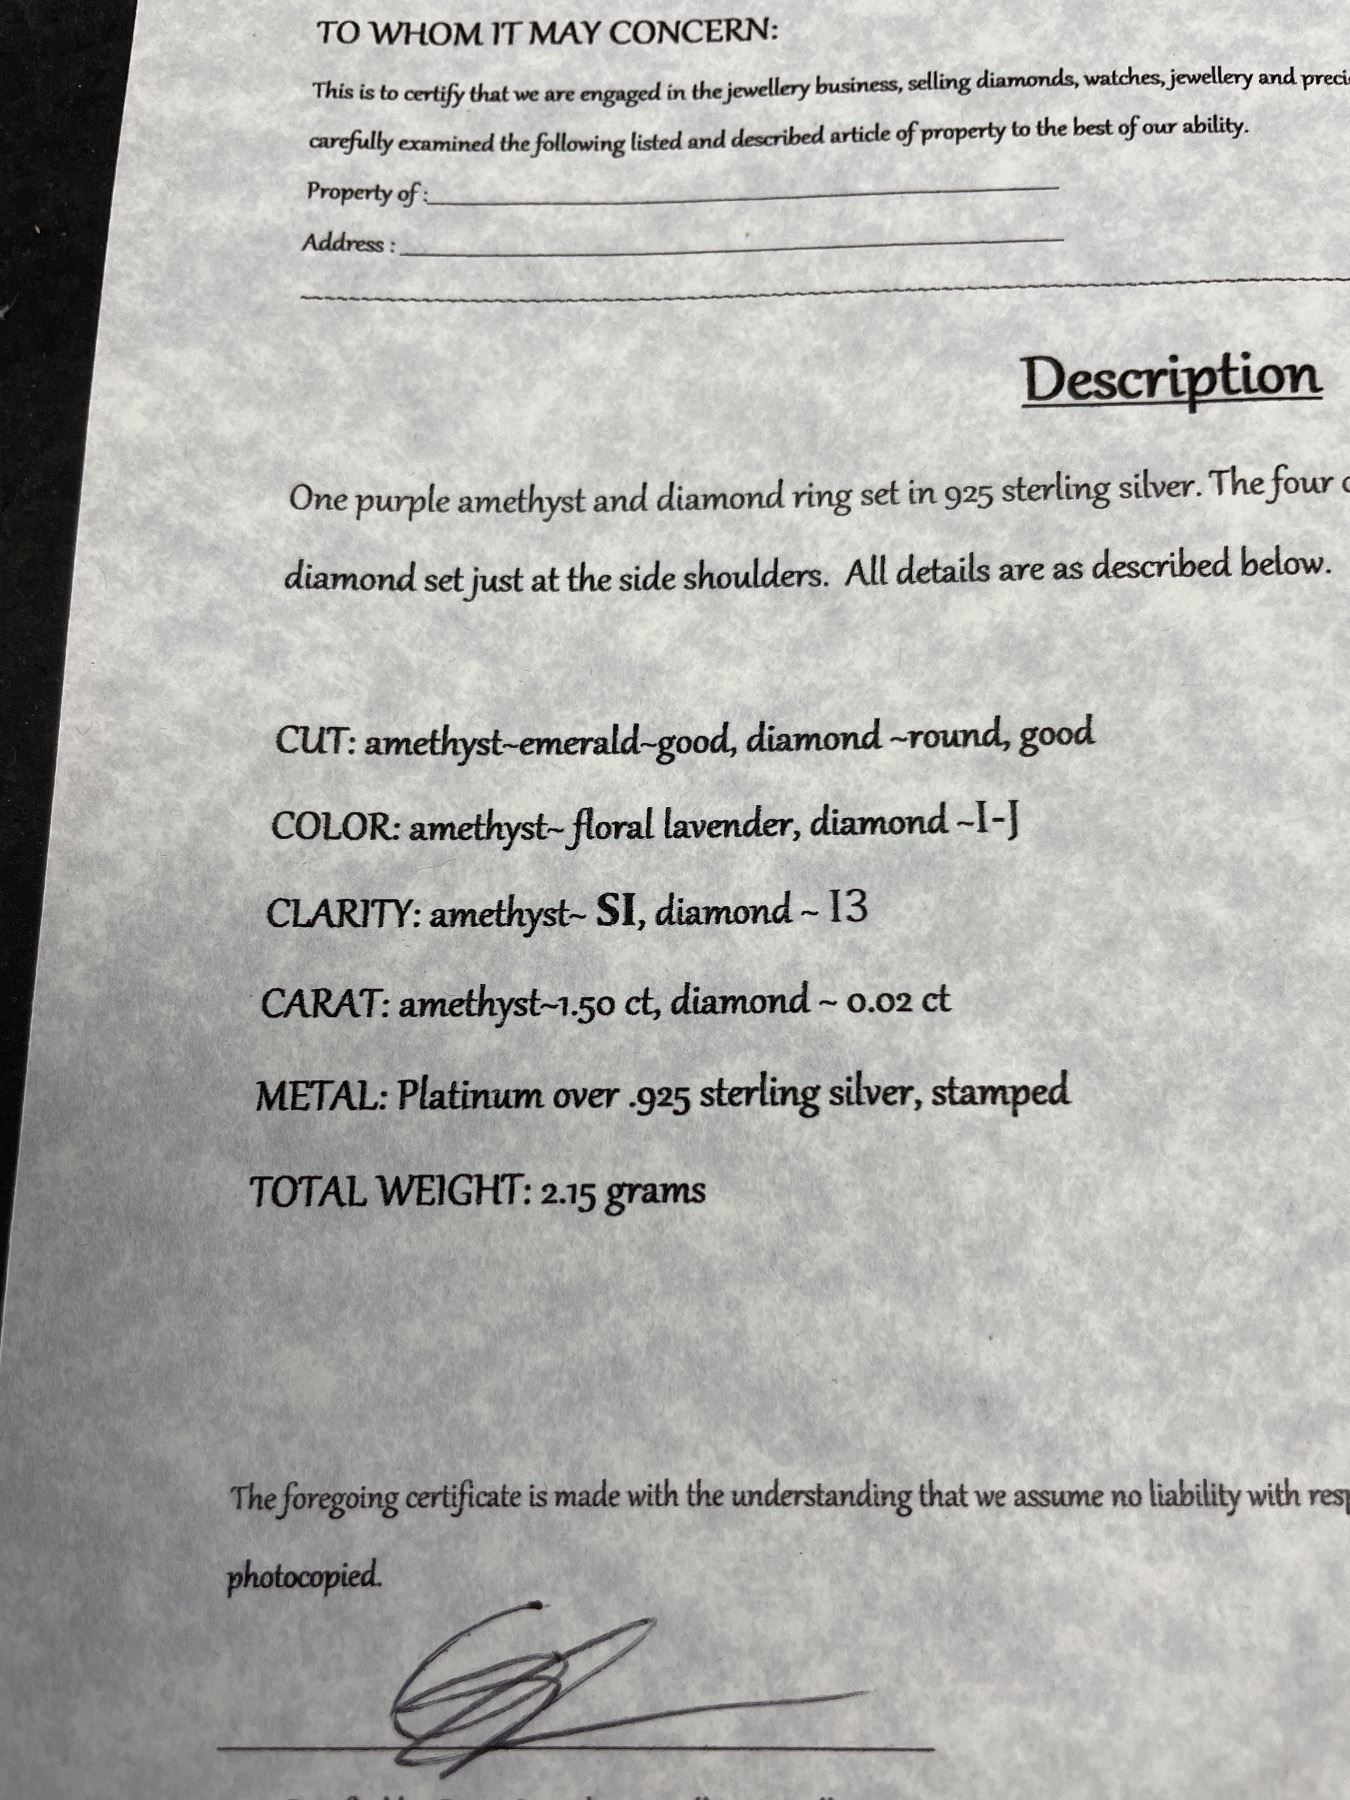 TO WHOM IT MAY CONCERN:
This is to certify that we are engaged in the jewellery business, selling diamonds, watches, jewellery and
carefully examined the following listed and described article of property to the best of our ability.
Property of :
Address :
Description
One purple amethyst and diamond ring set in 925 sterling silver. The four
diamond set just at the side shoulders. All details are as described below.
CUT: amethyst~emerald~good, diamond ~round, good
COLOR: amethyst~ floral lavender, diamond ~I-J
CLARITY: amethyst~ SI, diamond ~ I3
CARAT: amethyst~1.50 ct, diamond ~ 0.02 ct
METAL: Platinum over .925 sterling silver, stamped
TOTAL WEIGHT: 2.15 grams
The foregoing certificate is made with the understanding that we assume no liability with
photocopied.